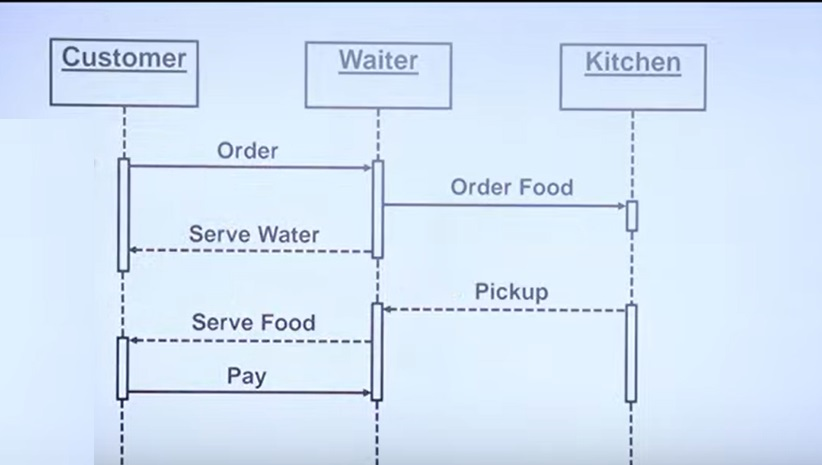 Customer
Waiter
Kitchen
Order
Order Food
Serve Water
Pickup
Serve Food
Pay